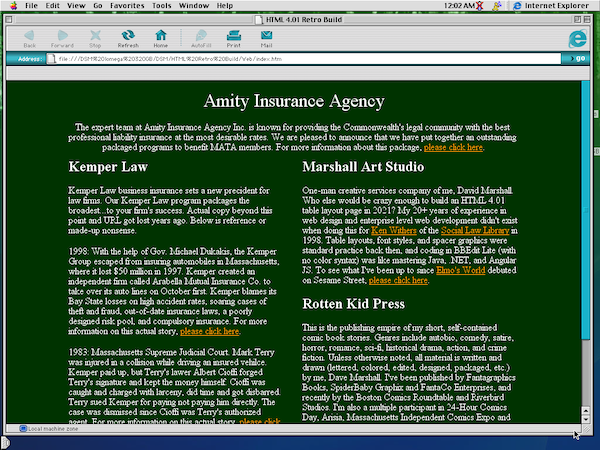 File Edit View Go Favorites Tools Window Help
12:02 AM
Internet Explorer
HTML 4.01 Retro Build
Back Forward Stop Refresh Home AutoFill Print Mail
Address: file:///DSM%20Iomega%20320GB/DSM/HTML%20Retro%20Build/Web/index.htm
go
Amity Insurance Agency
The expert team at Amity Insurance Agency Inc. is known for providing the Commonwealth's legal community with the best
professional liability insurance at the most desirable rates. We are pleased to announce that we have put together an outstanding
packaged programs to benefit MATA members. For more information about this package, please click here.
Kemper Law
Kemper Law business insurance sets a new precident for
law firms. Our Kemper Law program packages the
broadest...to your firm's success. Actual copy beyond this
point and URL got lost years ago. Below is reference or
made-up nonsense.
1998: With the help of Gov. Michael Dukakis, the Kemper
Group escaped from insuring automobiles in Massachusetts,
where it lost $50 million in 1997. Kemper created an
independent firm called Arabella Mutual Insurance Co. to
take over its auto lines on October first. Kemper blames its
Bay State losses on high accident rates, soaring cases of
theft and fraud, out-of-date insurance laws, a poorly
designed risk pool, and compulsory insurance. For more
information on this actual story, please click here.
1983: Massachusetts Supreme Judicial Court. Mark Terry
was injured in a collision while driving an insured vehilce.
Kemper paid up, but Terry's lawer Albert Cioffi forged
Terry's signature and kept the money himself. Cioffi was
caught and charged with larceny, did time and got disbarred.
Terry sued Kemper for paying not paying him directly. The
case was dismissed since Cioffi was Terry's authorized
agent. For more information on this actual story, please click
Marshall Art Studio
One-man creative services company of me, David Marshall.
Who else would be crazy enough to build an HTML 4.01
table layout page in 2021? My 20+ years of experience in
web design and enterprise level web development didn't exist
when doing this for Ken Withers of the Social Law Library in
1998. Table layouts, font styles, and spacer graphics were
standard practice back then, and coding in BBEdit Lite (with
no color syntax) was like mastering Java, .NET, and Angular
JS. To see what I've been up to since Elmo's World debuted
on Sesame Street, please click here.
Rotten Kid Press
This is the publishing empire of my short, self-contained
comic book stories. Genres include autobio, comedy, satire,
horror, romance, sci-fi, historical drama, action, and crime
fiction. Unless otherwise noted, all material is written and
drawn (lettered, colored, edited, designed, packaged, etc.)
by me, Dave Marshall. I've been published by Fantagraphics
Books, SpiderBaby Graphix and FantaCo Enterprises, and
recently by the Boston Comics Roundtable and Riverbird
Studios. I'm also a multiple participant in 24-Hour Comics
Day, Arisia, Massachusetts Independent Comics Expo and
Local machine zone